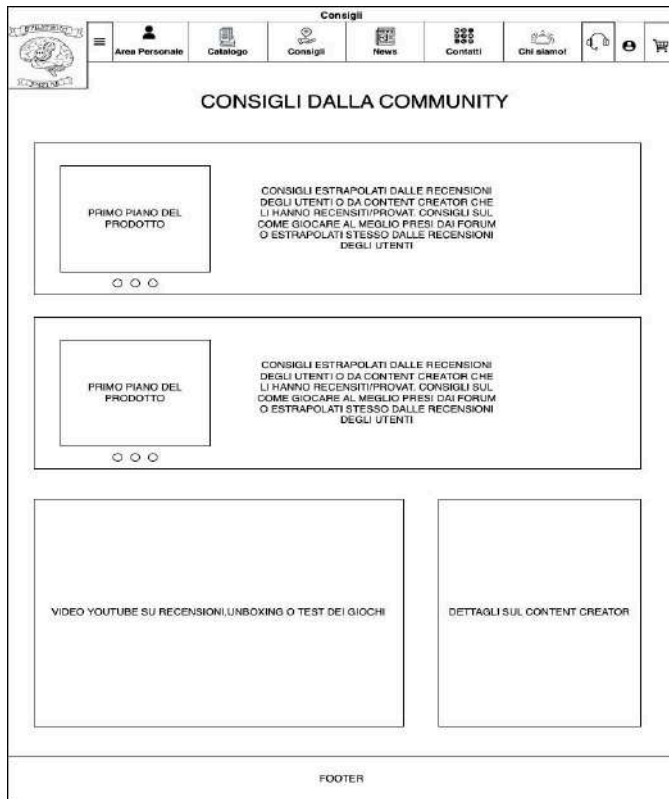 Consigli
Area Personale
Catalogo
Consigli
News
Contatti
Chi siamo!
CONSIGLI DALLA COMMUNITY
PRIMO PIANO DEL
PRODOTTO
CONSIGLI ESTRAPOLATI DALLE RECENSIONI
DEGLI UTENTI O DA CONTENT CREATOR CHE
LI HANNO RECENSITI/PROVAT. CONSIGLI SUL
COME GIOCARE AL MEGLIO PRESI DAI FORUM
O ESTRAPOLATI STESSO DALLE RECENSIONI
DEGLI UTENTI
PRIMO PIANO DEL
PRODOTTO
CONSIGLI ESTRAPOLATI DALLE RECENSIONI
DEGLI UTENTI O DA CONTENT CREATOR CHE
LI HANNO RECENSITI/PROVAT. CONSIGLI SUL
COME GIOCARE AL MEGLIO PRESI DAI FORUM
O ESTRAPOLATI STESSO DALLE RECENSIONI
DEGLI UTENTI
VIDEO YOUTUBE SU RECENSIONI,UNBOXING O TEST DEI GIOCHI
DETTAGLI SUL CONTENT CREATOR
FOOTER